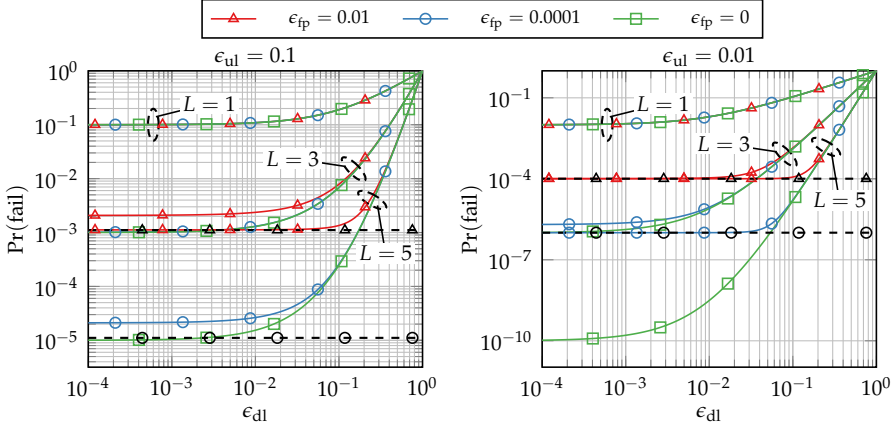 ϵfp = 0.01 ϵfp = 0.0001 ϵfp = 0
ϵul = 0.1
10^0
10^−1
10^−2
10^−3
10^−4
10^−5
Pr(fail)
L = 1
L = 3
L = 5
10^−4 10^−3 10^−2 10^−1 10^0
ϵdl
ϵul = 0.01
10^−1
10^−4
10^−7
10^−10
Pr(fail)
L = 1
L = 3
L = 5
10^−4 10^−3 10^−2 10^−1 10^0
ϵdl